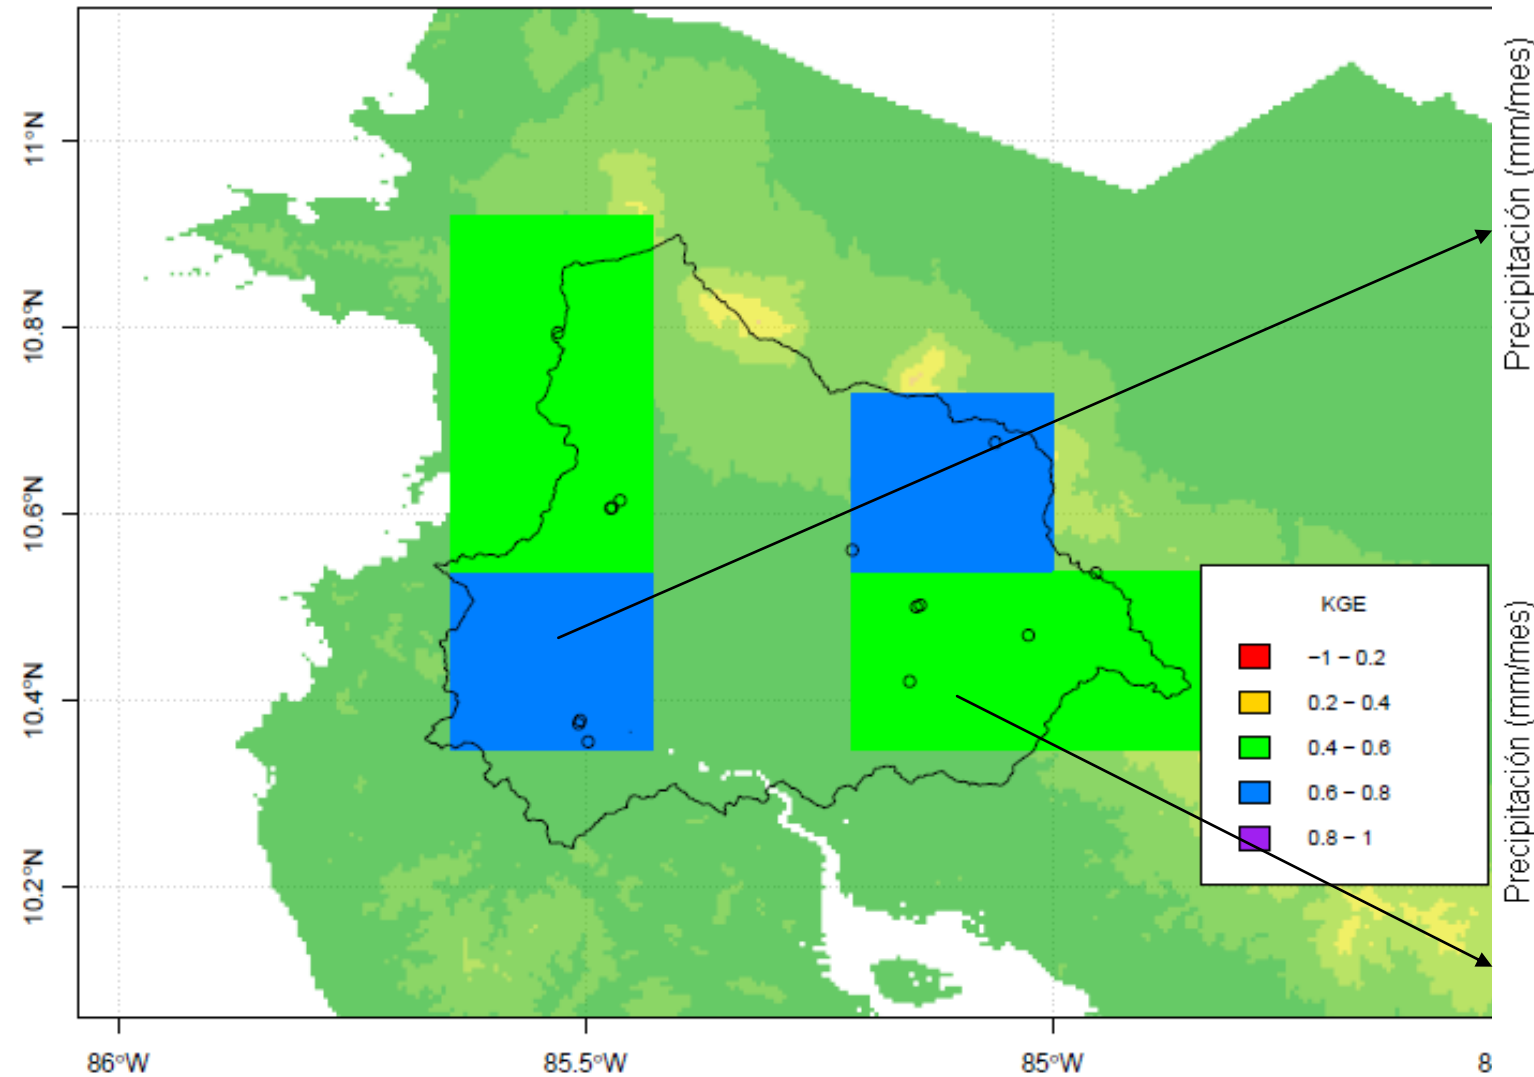 11°N
10.8°N
10.6°N
10.4°N
10.2°N
86°W
85.5°W
85°W
8
KGE
−1 − 0.2
0.2 − 0.4
0.4 − 0.6
0.6 − 0.8
0.8 − 1
Precipitación (mm/mes)
Precipitación (mm/mes)